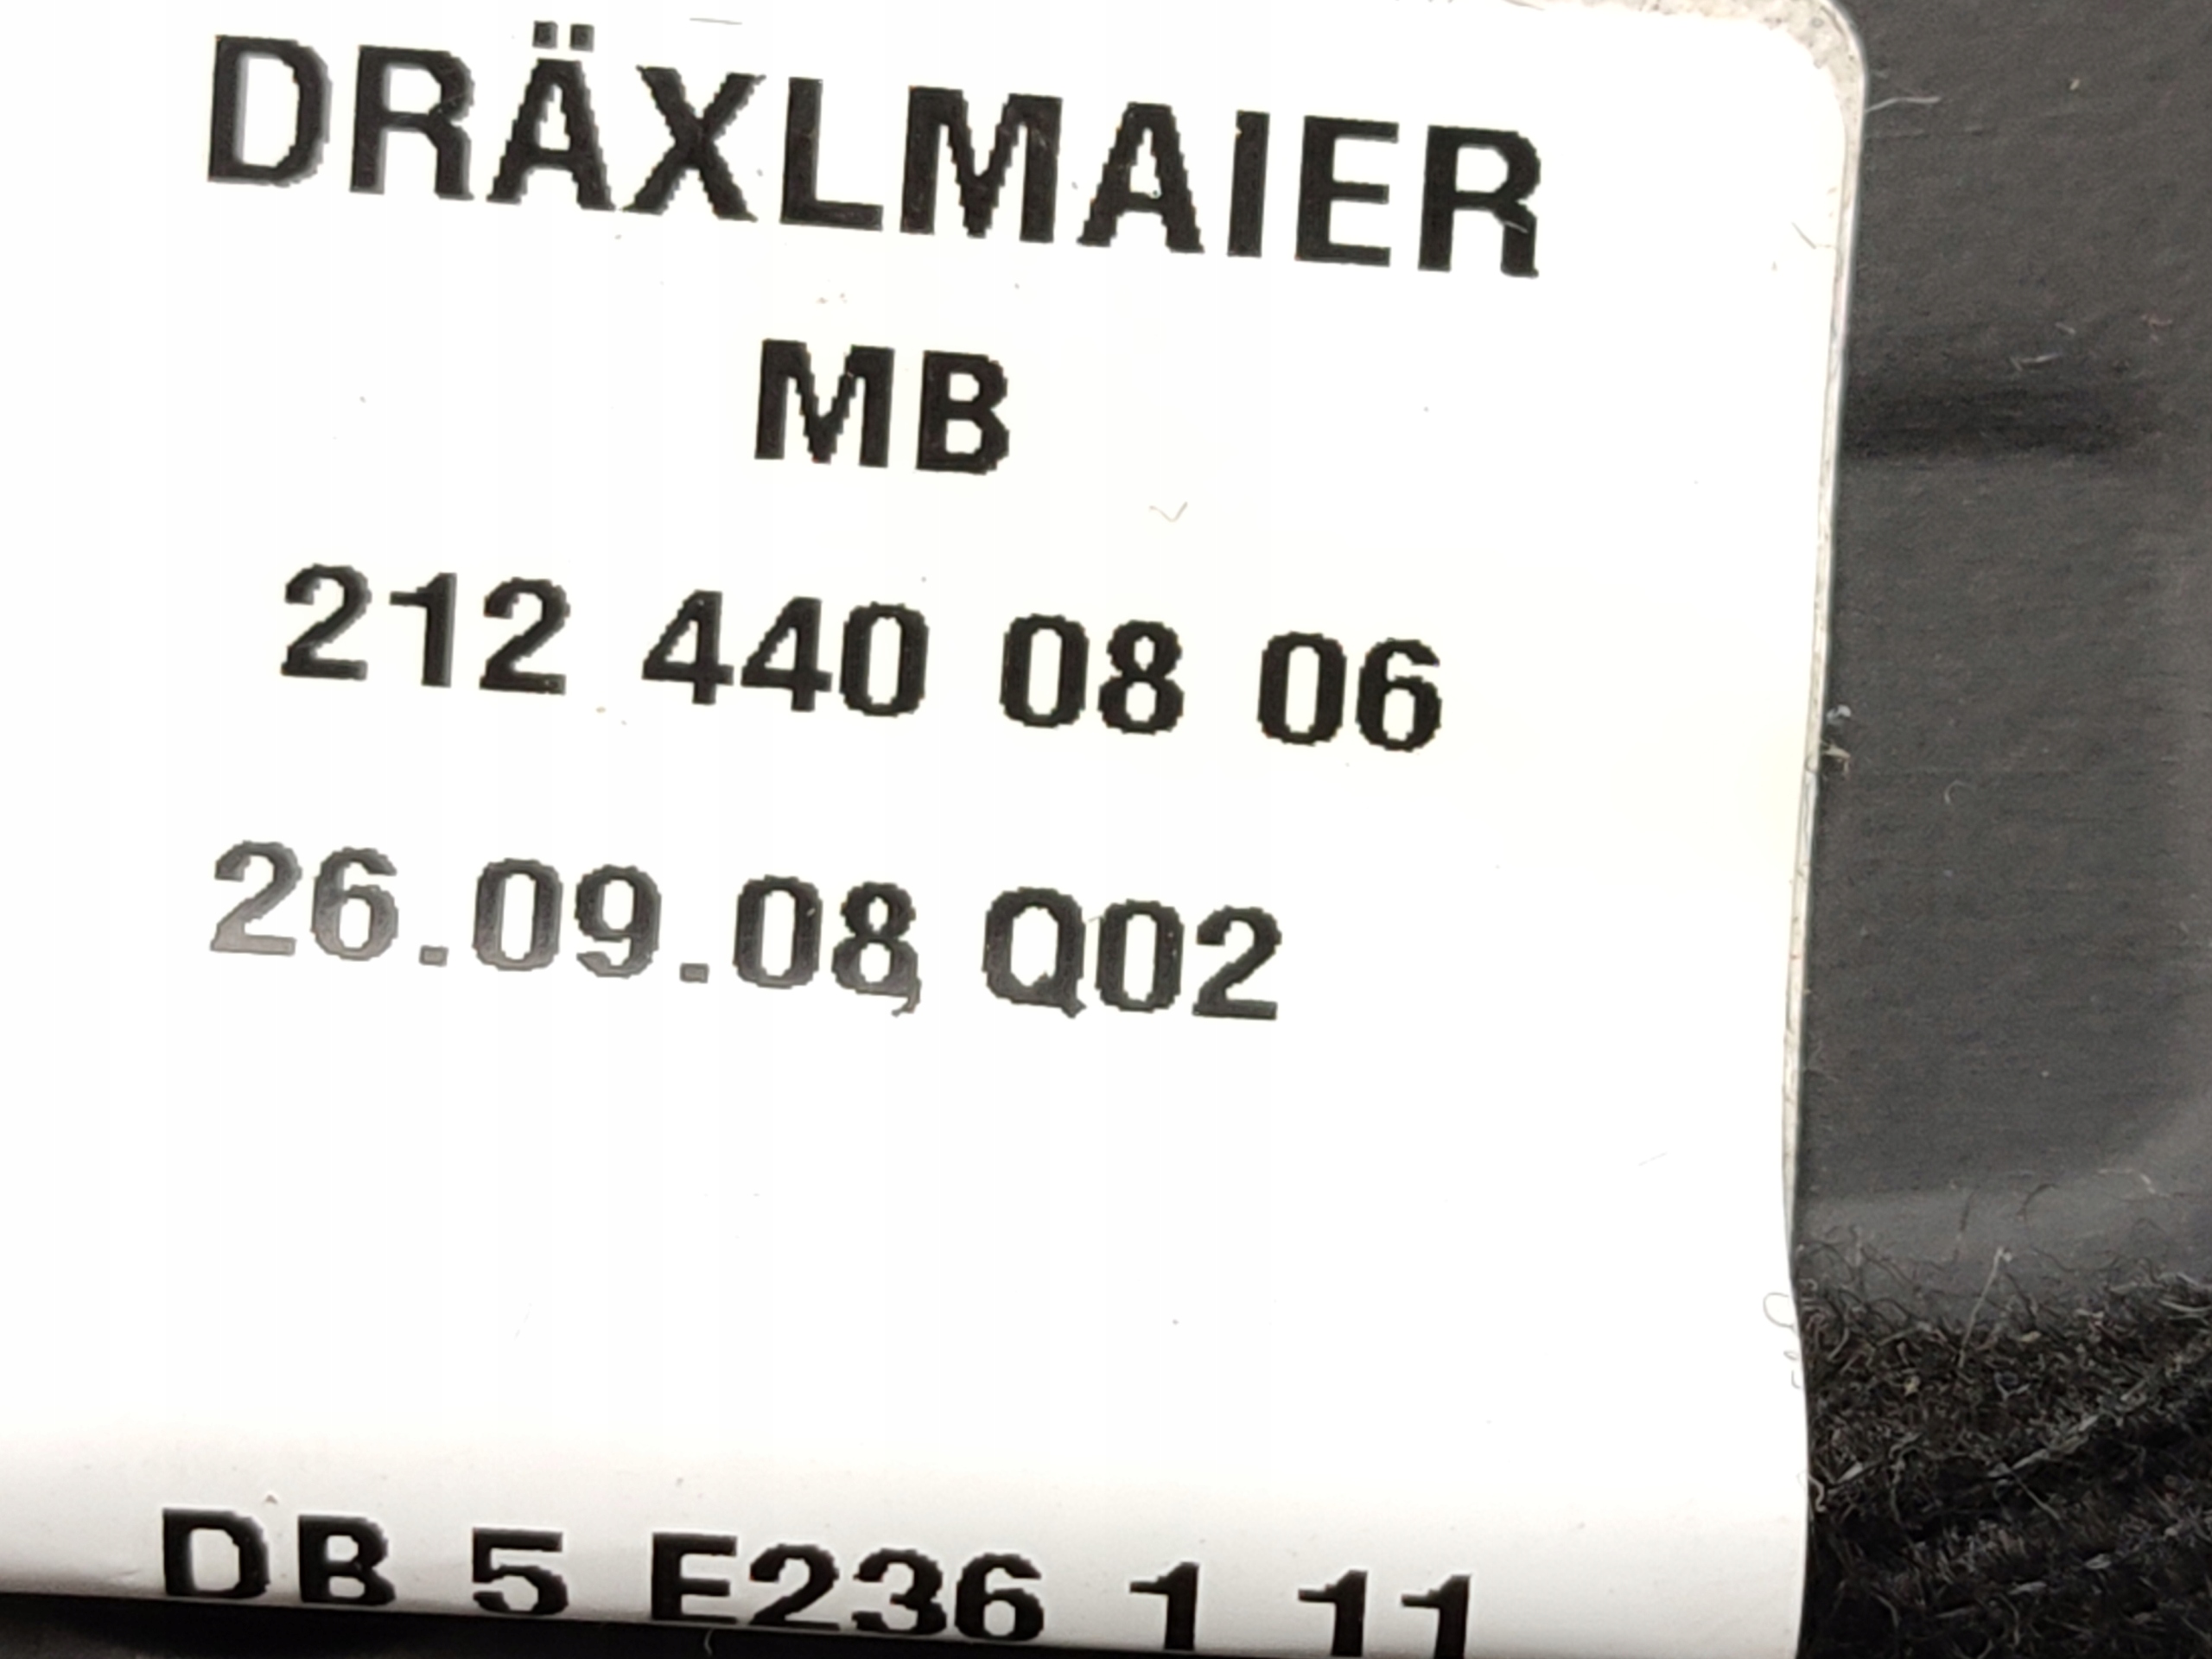 DRÄXLMAIER
MB
212 440 08 06
26.09.08 Q02
DB 5 E236 1 11